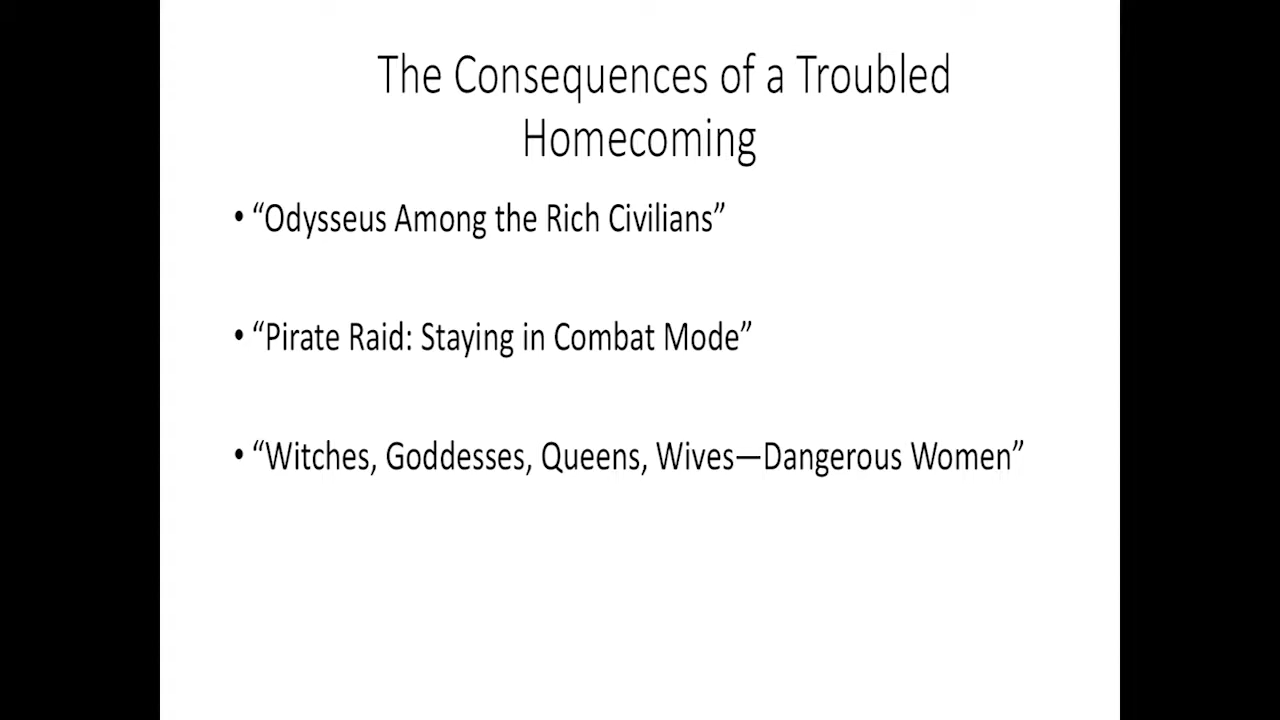 The Consequences of a Troubled
Homecoming
• “Odysseus Among the Rich Civilians”
• “Pirate Raid: Staying in Combat Mode”
• “Witches, Goddesses, Queens, Wives—Dangerous Women”